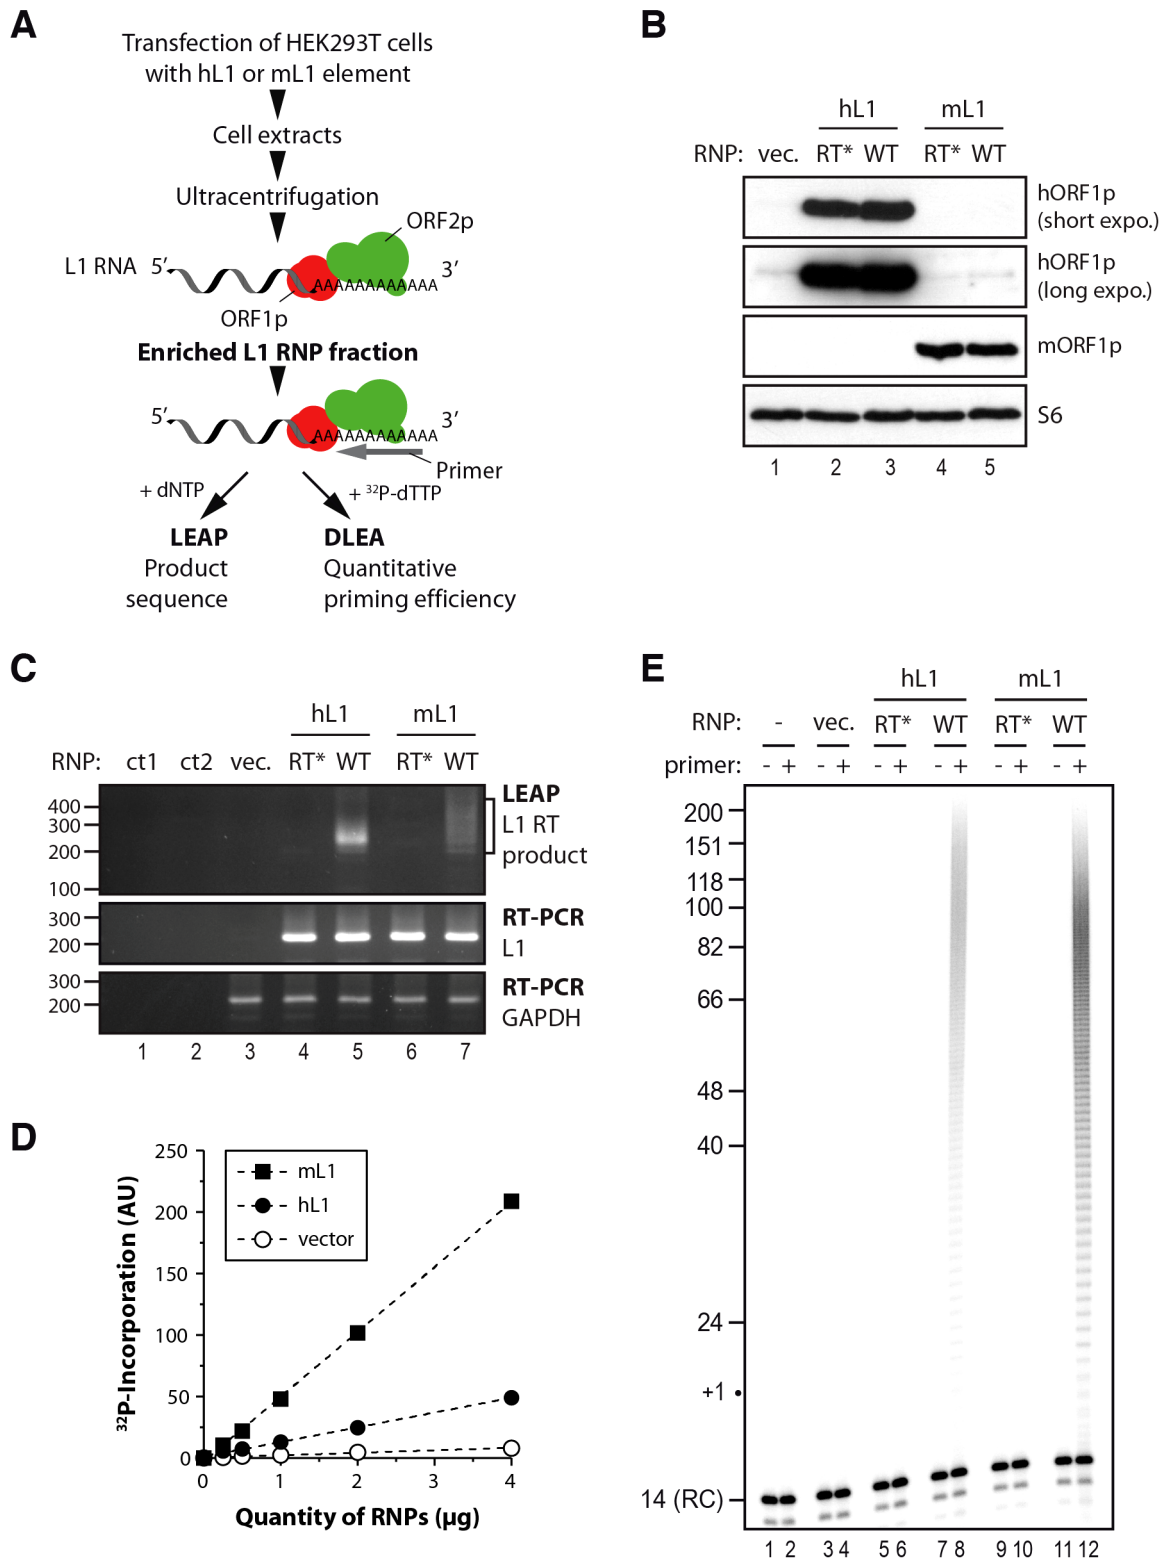 A
Transfection of HEK293T cells
with hL1 or mL1 element
Cell extracts
Ultracentrifugation
ORF2p
L1 RNA 5′ AAAAAAAAAAAA 3′
ORF1p
Enriched L1 RNP fraction
5′ AAAAAAAAAAAA 3′
Primer
+ dNTP + 32P-dTTP
LEAP
Product
sequence
DLEA
Quantitative
priming efficiency
B
hL1 mL1
RNP: vec. RT* WT RT* WT
hORF1p
(short expo.)
hORF1p
(long expo.)
mORF1p
S6
1 2 3 4 5
C
hL1 mL1
RNP: ct1 ct2 vec. RT* WT RT* WT
400
300
200
100
LEAP
L1 RT
product
300
200
RT-PCR
L1
300
200
RT-PCR
GAPDH
1 2 3 4 5 6 7
D
32P-Incorporation (AU)
250
200
150
100
50
0
mL1
hL1
vector
0 1 2 3 4
Quantity of RNPs (µg)
E
hL1 mL1
RNP: - vec. RT* WT RT* WT
primer: - + - + - + - + - + - +
200
151
118
100
82
66
48
40
24
+1
14 (RC)
1 2 3 4 5 6 7 8 9 10 11 12